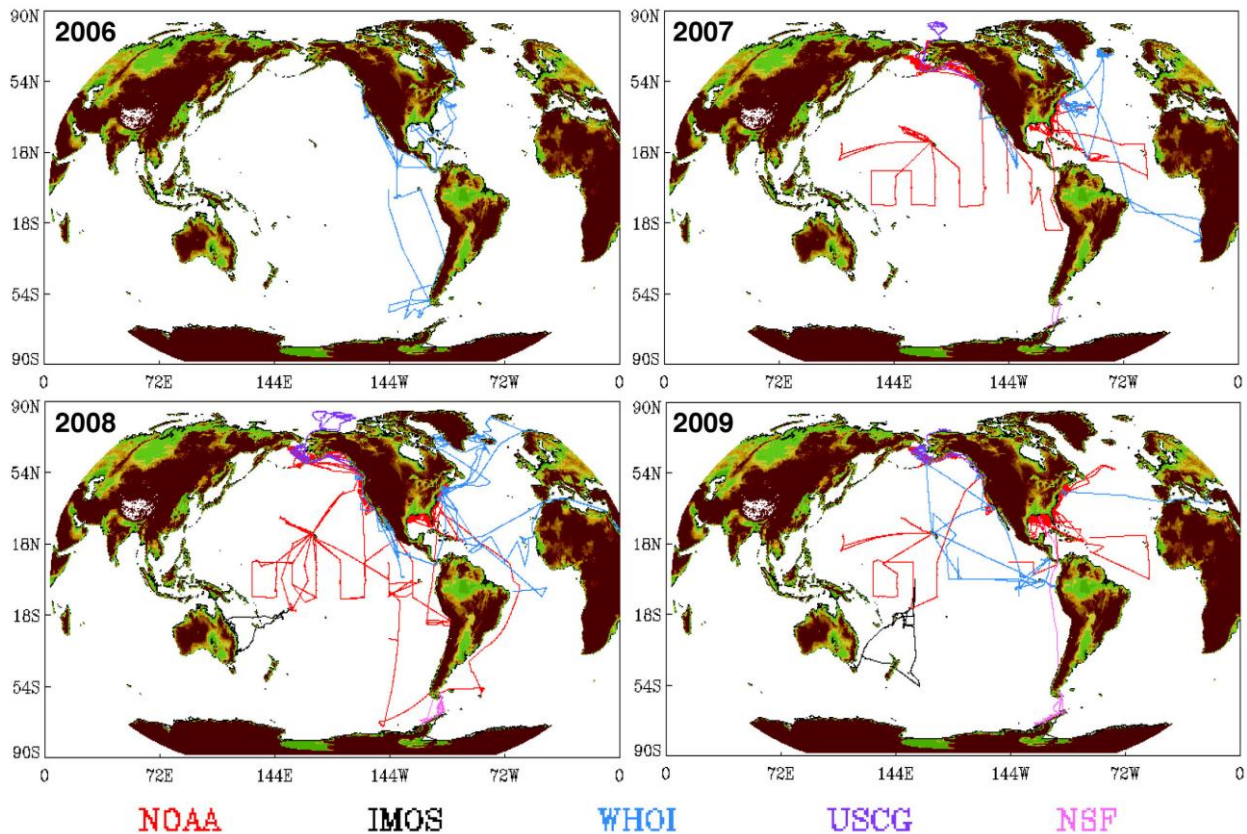 90N
2006
54N
18N
18S
54S
90S
0 72E 144E 144W 72W 0
90N
2007
54N
18N
18S
54S
90S
0 72E 144E 144W 72W 0
90N
2008
54N
18N
18S
54S
90S
0 72E 144E 144W 72W 0
90N
2009
54N
18N
18S
54S
90S
0 72E 144E 144W 72W 0
NOAA IMOS WHOI USCG NSF